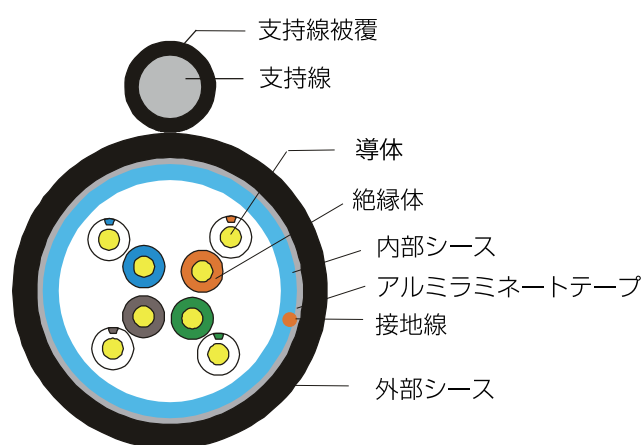 支持線被覆
支持線
導体
絶縁体
内部シース
アルミラミネートテープ
接地線
外部シース